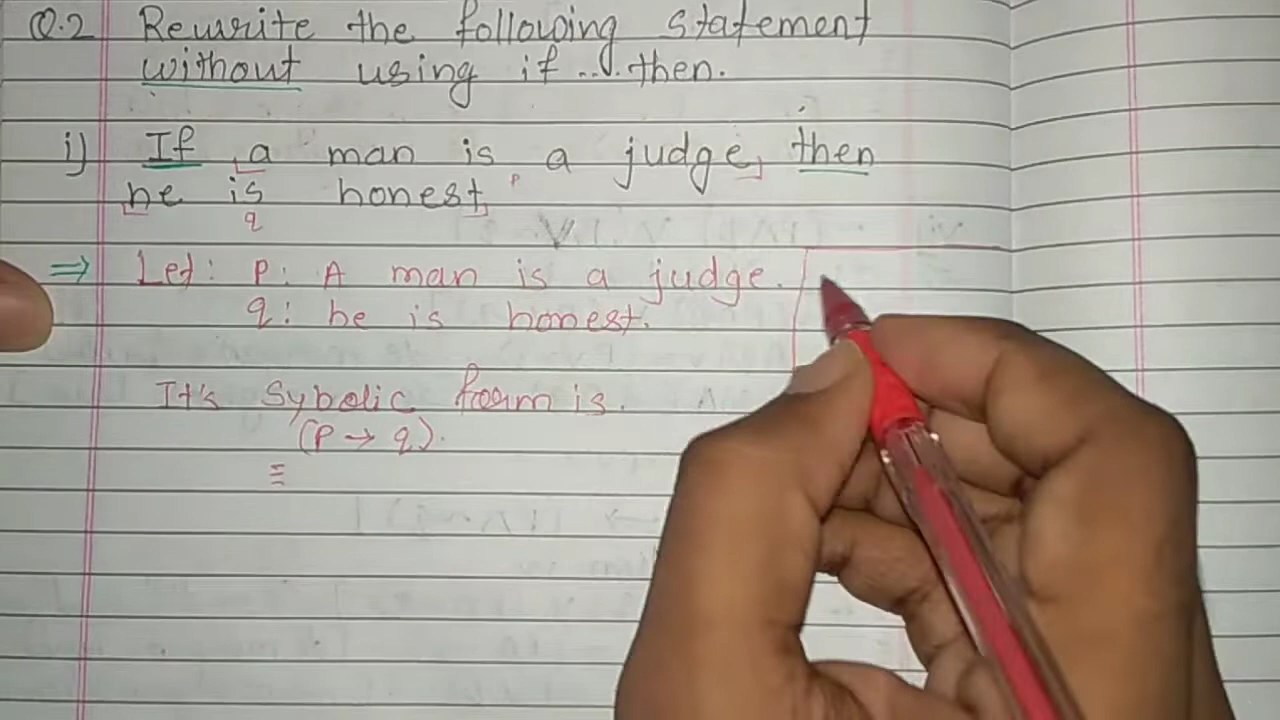 Q.2 Rewrite the following statement
without using if ... then.
i) If a man is a judge, then
he is honest
p
q
⇒ Let: p: A man is a judge.
q: he is honest.
It's Sybolic form is.
(p → q).
≡